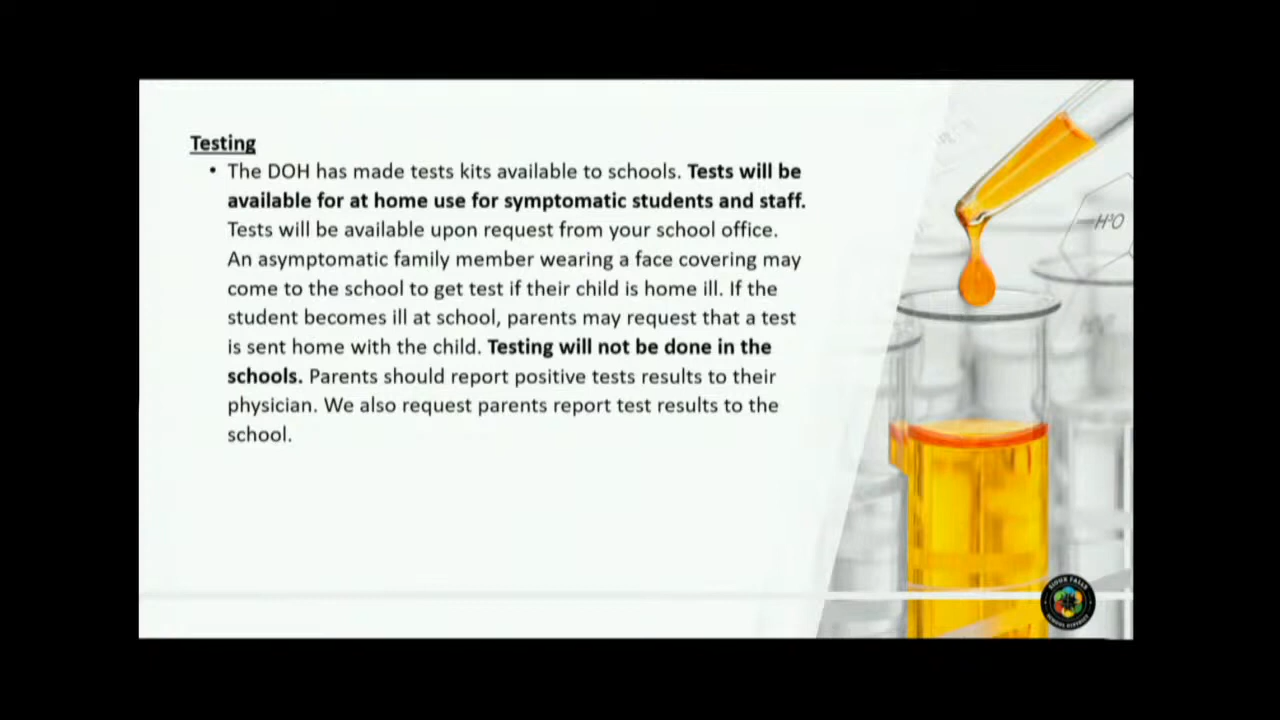 Testing
• The DOH has made tests kits available to schools. Tests will be
available for at home use for symptomatic students and staff.
Tests will be available upon request from your school office.
An asymptomatic family member wearing a face covering may
come to the school to get test if their child is home ill. If the
student becomes ill at school, parents may request that a test
is sent home with the child. Testing will not be done in the
schools. Parents should report positive tests results to their
physician. We also request parents report test results to the
school.
H²O
SIOUX FALLS
SCHOOL DISTRICT